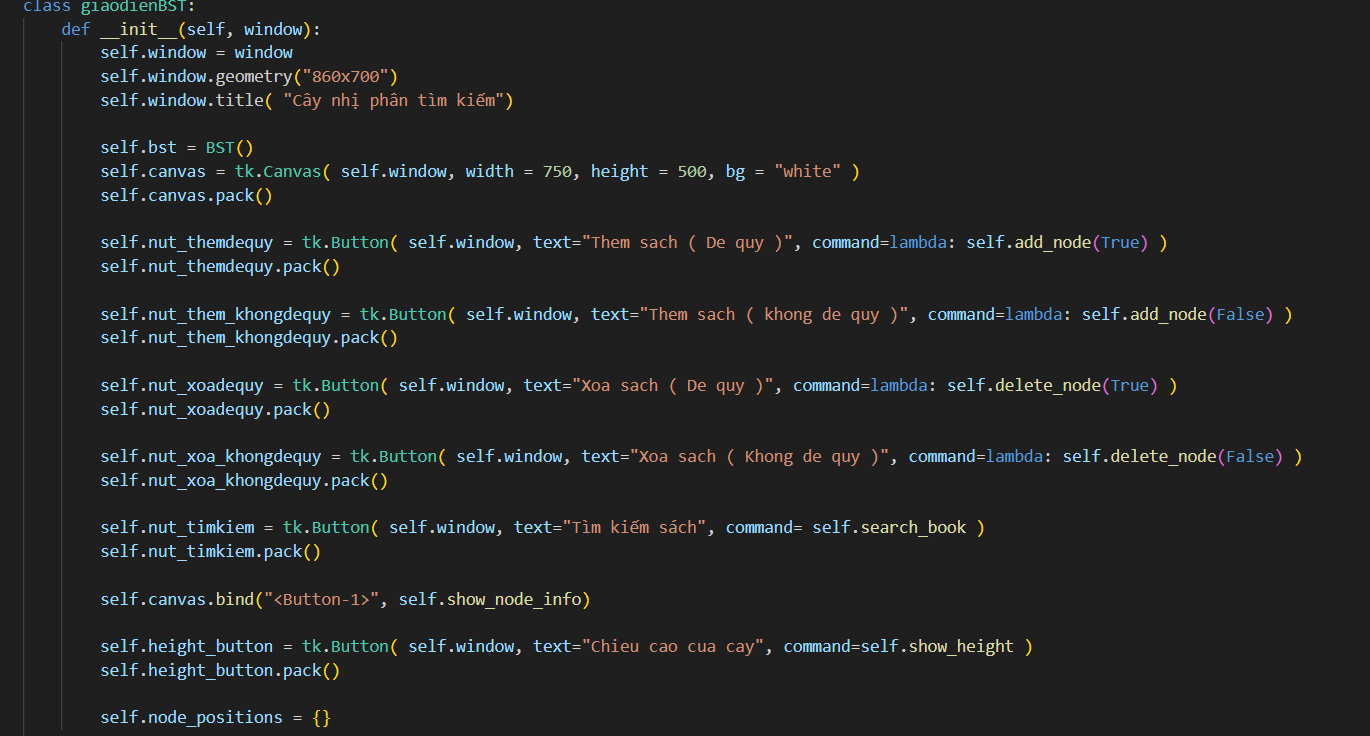 class giaodienBST:
def __init__(self, window):
self.window = window
self.window.geometry("860x700")
self.window.title( "Cây nhị phân tìm kiếm")
self.bst = BST()
self.canvas = tk.Canvas( self.window, width = 750, height = 500, bg = "white" )
self.canvas.pack()
self.nut_themdequy = tk.Button( self.window, text="Them sach ( De quy )", command=lambda: self.add_node(True) )
self.nut_themdequy.pack()
self.nut_them_khongdequy = tk.Button( self.window, text="Them sach ( khong de quy )", command=lambda: self.add_node(False) )
self.nut_them_khongdequy.pack()
self.nut_xoadequy = tk.Button( self.window, text="Xoa sach ( De quy )", command=lambda: self.delete_node(True) )
self.nut_xoadequy.pack()
self.nut_xoa_khongdequy = tk.Button( self.window, text="Xoa sach ( Khong de quy )", command=lambda: self.delete_node(False) )
self.nut_xoa_khongdequy.pack()
self.nut_timkiem = tk.Button( self.window, text="Tìm kiếm sách", command= self.search_book )
self.nut_timkiem.pack()
self.canvas.bind("<Button-1>", self.show_node_info)
self.height_button = tk.Button( self.window, text="Chieu cao cua cay", command=self.show_height )
self.height_button.pack()
self.node_positions = {}